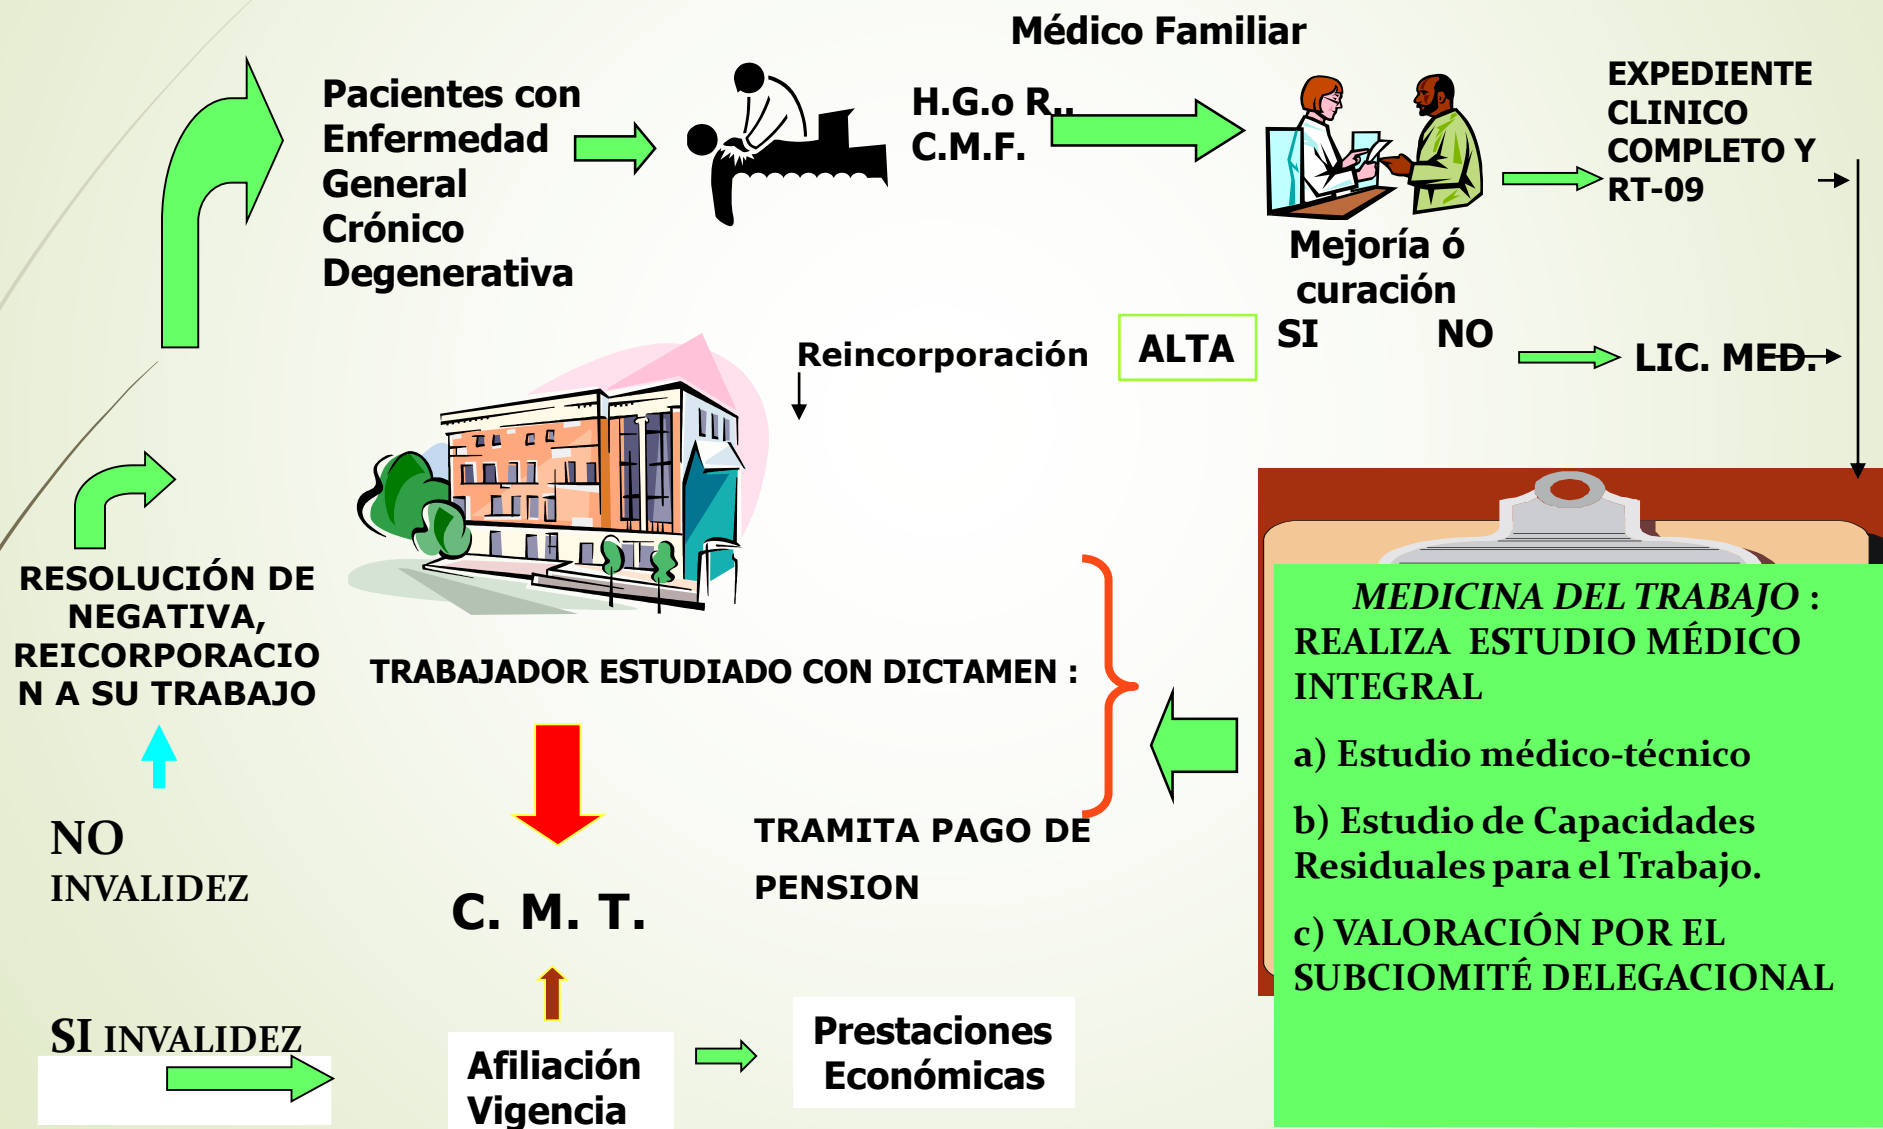 Médico Familiar
Pacientes con
Enfermedad
General
Crónico
Degenerativa
H.G.o R..
C.M.F.
EXPEDIENTE
CLINICO
COMPLETO Y
RT-09
Mejoría ó
curación
SI NO
LIC. MED.
ALTA
Reincorporación
RESOLUCIÓN DE
NEGATIVA,
REICORPORACIO
N A SU TRABAJO
TRABAJADOR ESTUDIADO CON DICTAMEN :
MEDICINA DEL TRABAJO :
REALIZA ESTUDIO MÉDICO
INTEGRAL
a) Estudio médico-técnico
b) Estudio de Capacidades
Residuales para el Trabajo.
c) VALORACIÓN POR EL
SUBCIOMITÉ DELEGACIONAL
NO
INVALIDEZ
C. M. T.
TRAMITA PAGO DE
PENSION
SI INVALIDEZ
Afiliación
Vigencia
Prestaciones
Económicas